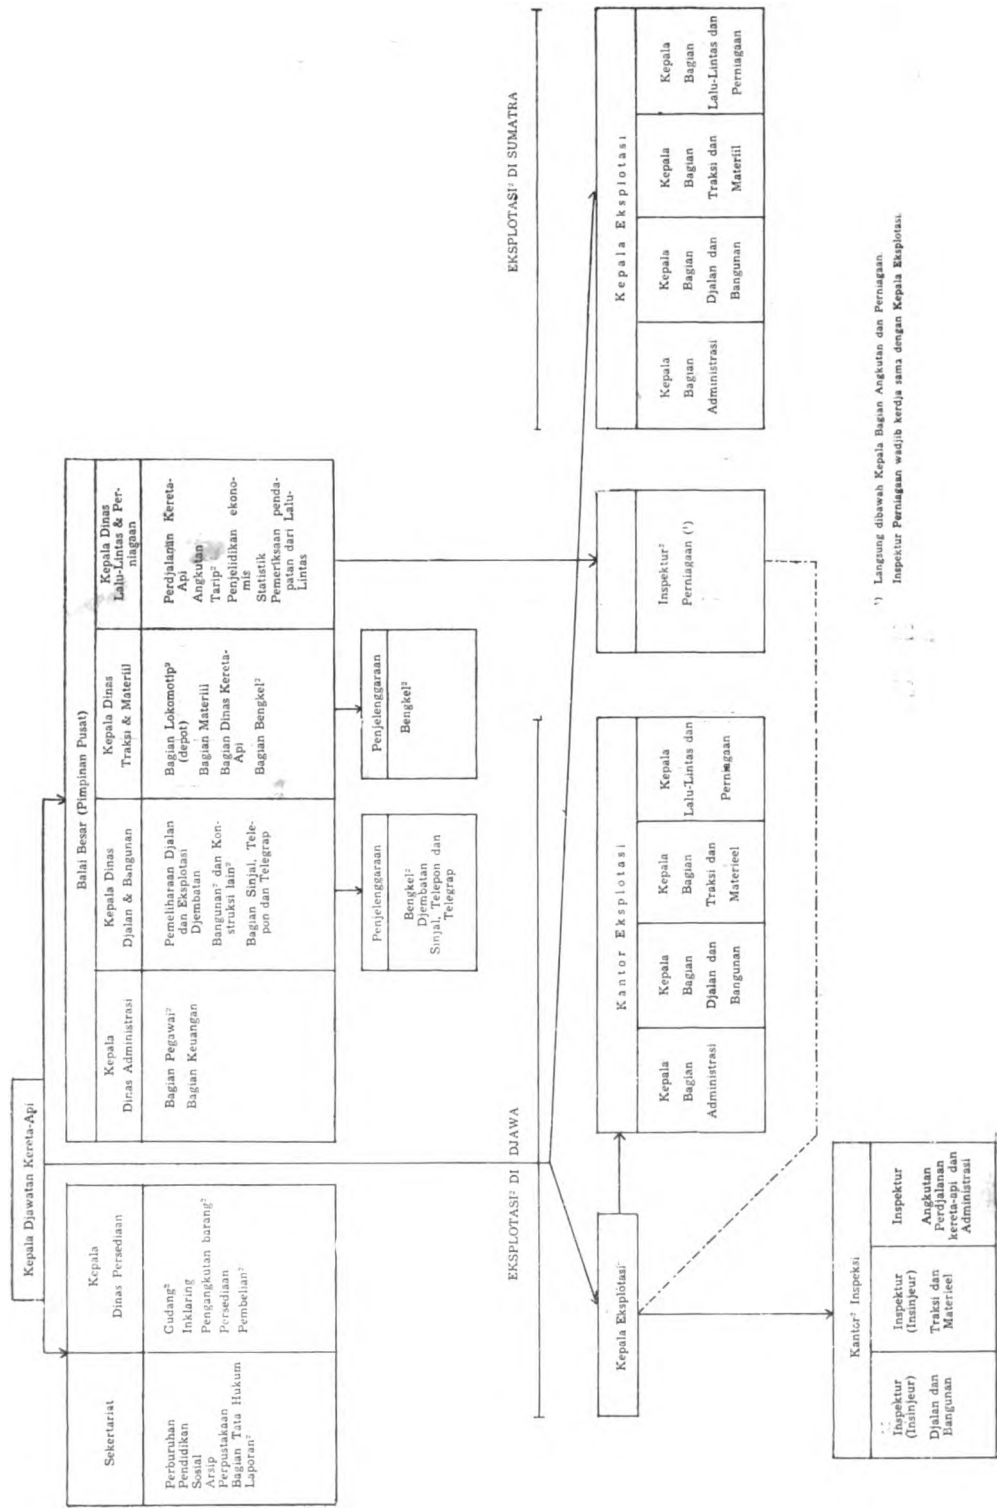 Kepala Djawatan Kereta-Api
Sekertariat
Perburuhan
Pendidikan
Sosial
Arsip
Perpustakaan
Bagian Tata Hukum
Laporan²
Kepala
Dinas Persediaan
Gudang²
Inklaring
Pengangkutan barang²
Persediaan
Pembelian²
Balai Besar (Pimpinan Pusat)
Kepala
Dinas Administrasi
Bagian Pegawai²
Bagian Keuangan
Kepala Dinas
Djalan & Bangunan
Pemeliharaan Djalan
dan Eksplotasi
Djembatan
Bangunan² dan Kon-
struksi lain²
Bagian Sinjal, Tele-
pon dan Telegrap
Kepala Dinas
Traksi & Materiil
Bagian Lokomotip²
(depot)
Bagian Materiil
Bagian Dinas Kereta-
Api
Bagian Bengkel²
Kepala Dinas
Lalu-Lintas & Per-
niagaan
Perdjalanan Kereta-
Api
Angkutan
Tarip²
Penjelidikan ekono-
mis
Statistik
Pemeriksaan penda-
patan dari Lalu-
Lintas
Penjelenggaraan
Bengkel²
Djembatan
Sinjal, Telepon dan
Telegrap
Penjelenggaraan
Bengkel²
EKSPLOTASI² DI DJAWA
EKSPLOTASI² DI SUMATRA
Kepala Eksplotasi
Kantor Eksplotasi
Kepala
Bagian
Administrasi
Kepala
Bagian
Djalan dan
Bangunan
Kepala
Bagian
Traksi dan
Materieel
Kepala
Lalu-Lintas dan
Perniagaan
Inspektur²
Perniagaan (¹)
Kepala Eksplotasi
Kepala
Bagian
Administrasi
Kepala
Bagian
Djalan dan
Bangunan
Kepala
Bagian
Traksi dan
Materiil
Kepala
Bagian
Lalu-Lintas dan
Perniagaan
Kantor² Inspeksi
Inspektur
(Insinjeur)
Djalan dan
Bangunan
Inspektur
(Insinjeur)
Traksi dan
Materieel
Inspektur
Angkutan
Perdjalanan
kereta-api dan
Administrasi
¹) Langsung dibawah Kepala Bagian Angkutan dan Perniagaan.
Inspektur Perniagaan wadjib kerdja sama dengan Kepala Eksplotasi.